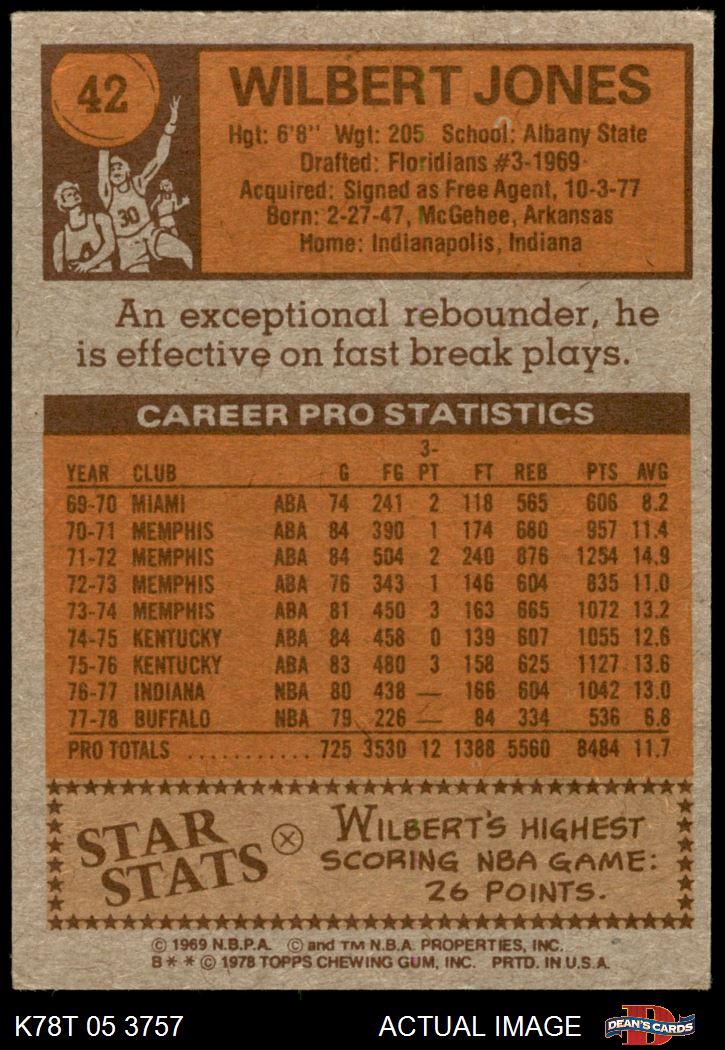 42
WILBERT JONES
Hgt: 6'8" Wgt: 205 School: Albany State
Drafted: Floridians #3-1969
Acquired: Signed as Free Agent, 10-3-77
Born: 2-27-47, McGehee, Arkansas
Home: Indianapolis, Indiana
30
An exceptional rebounder, he
is effective on fast break plays.
CAREER PRO STATISTICS
YEAR CLUB G FG 3-PT FT REB PTS AVG
69-70 MIAMI ABA 74 241 2 118 565 606 8.2
70-71 MEMPHIS ABA 84 390 1 174 680 957 11.4
71-72 MEMPHIS ABA 84 504 2 240 876 1254 14.9
72-73 MEMPHIS ABA 76 343 1 146 604 835 11.0
73-74 MEMPHIS ABA 81 450 3 163 665 1072 13.2
74-75 KENTUCKY ABA 84 458 0 139 607 1055 12.6
75-76 KENTUCKY ABA 83 480 3 158 625 1127 13.6
76-77 INDIANA NBA 80 438 — 166 604 1042 13.0
77-78 BUFFALO NBA 79 226 — 84 334 536 6.8
PRO TOTALS ........... 725 3530 12 1388 5560 8484 11.7
STAR
STATS
WILBERT'S HIGHEST
SCORING NBA GAME:
26 POINTS.
© 1969 N.B.P.A. © and TM N.B.A. PROPERTIES, INC.
B** © 1978 TOPPS CHEWING GUM, INC. PRTD. IN U.S.A.
K78T 05 3757 ACTUAL IMAGE
DEAN'S CARDS